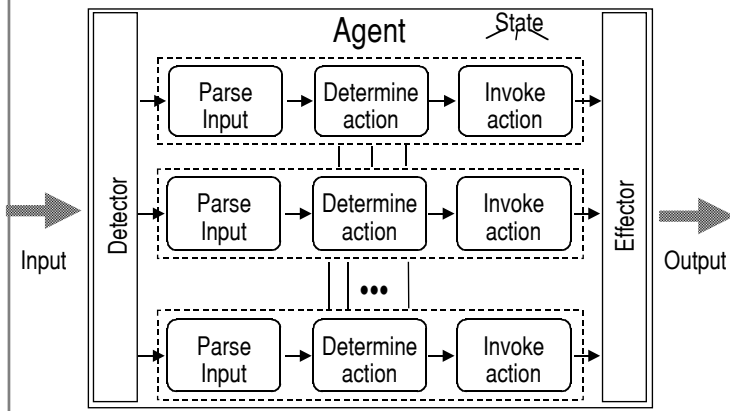 Agent
State
Parse
Input
Determine
action
Invoke
action
Parse
Input
Determine
action
Invoke
action
Detector
Effector
Input
Output
•••
Parse
Input
Determine
action
Invoke
action